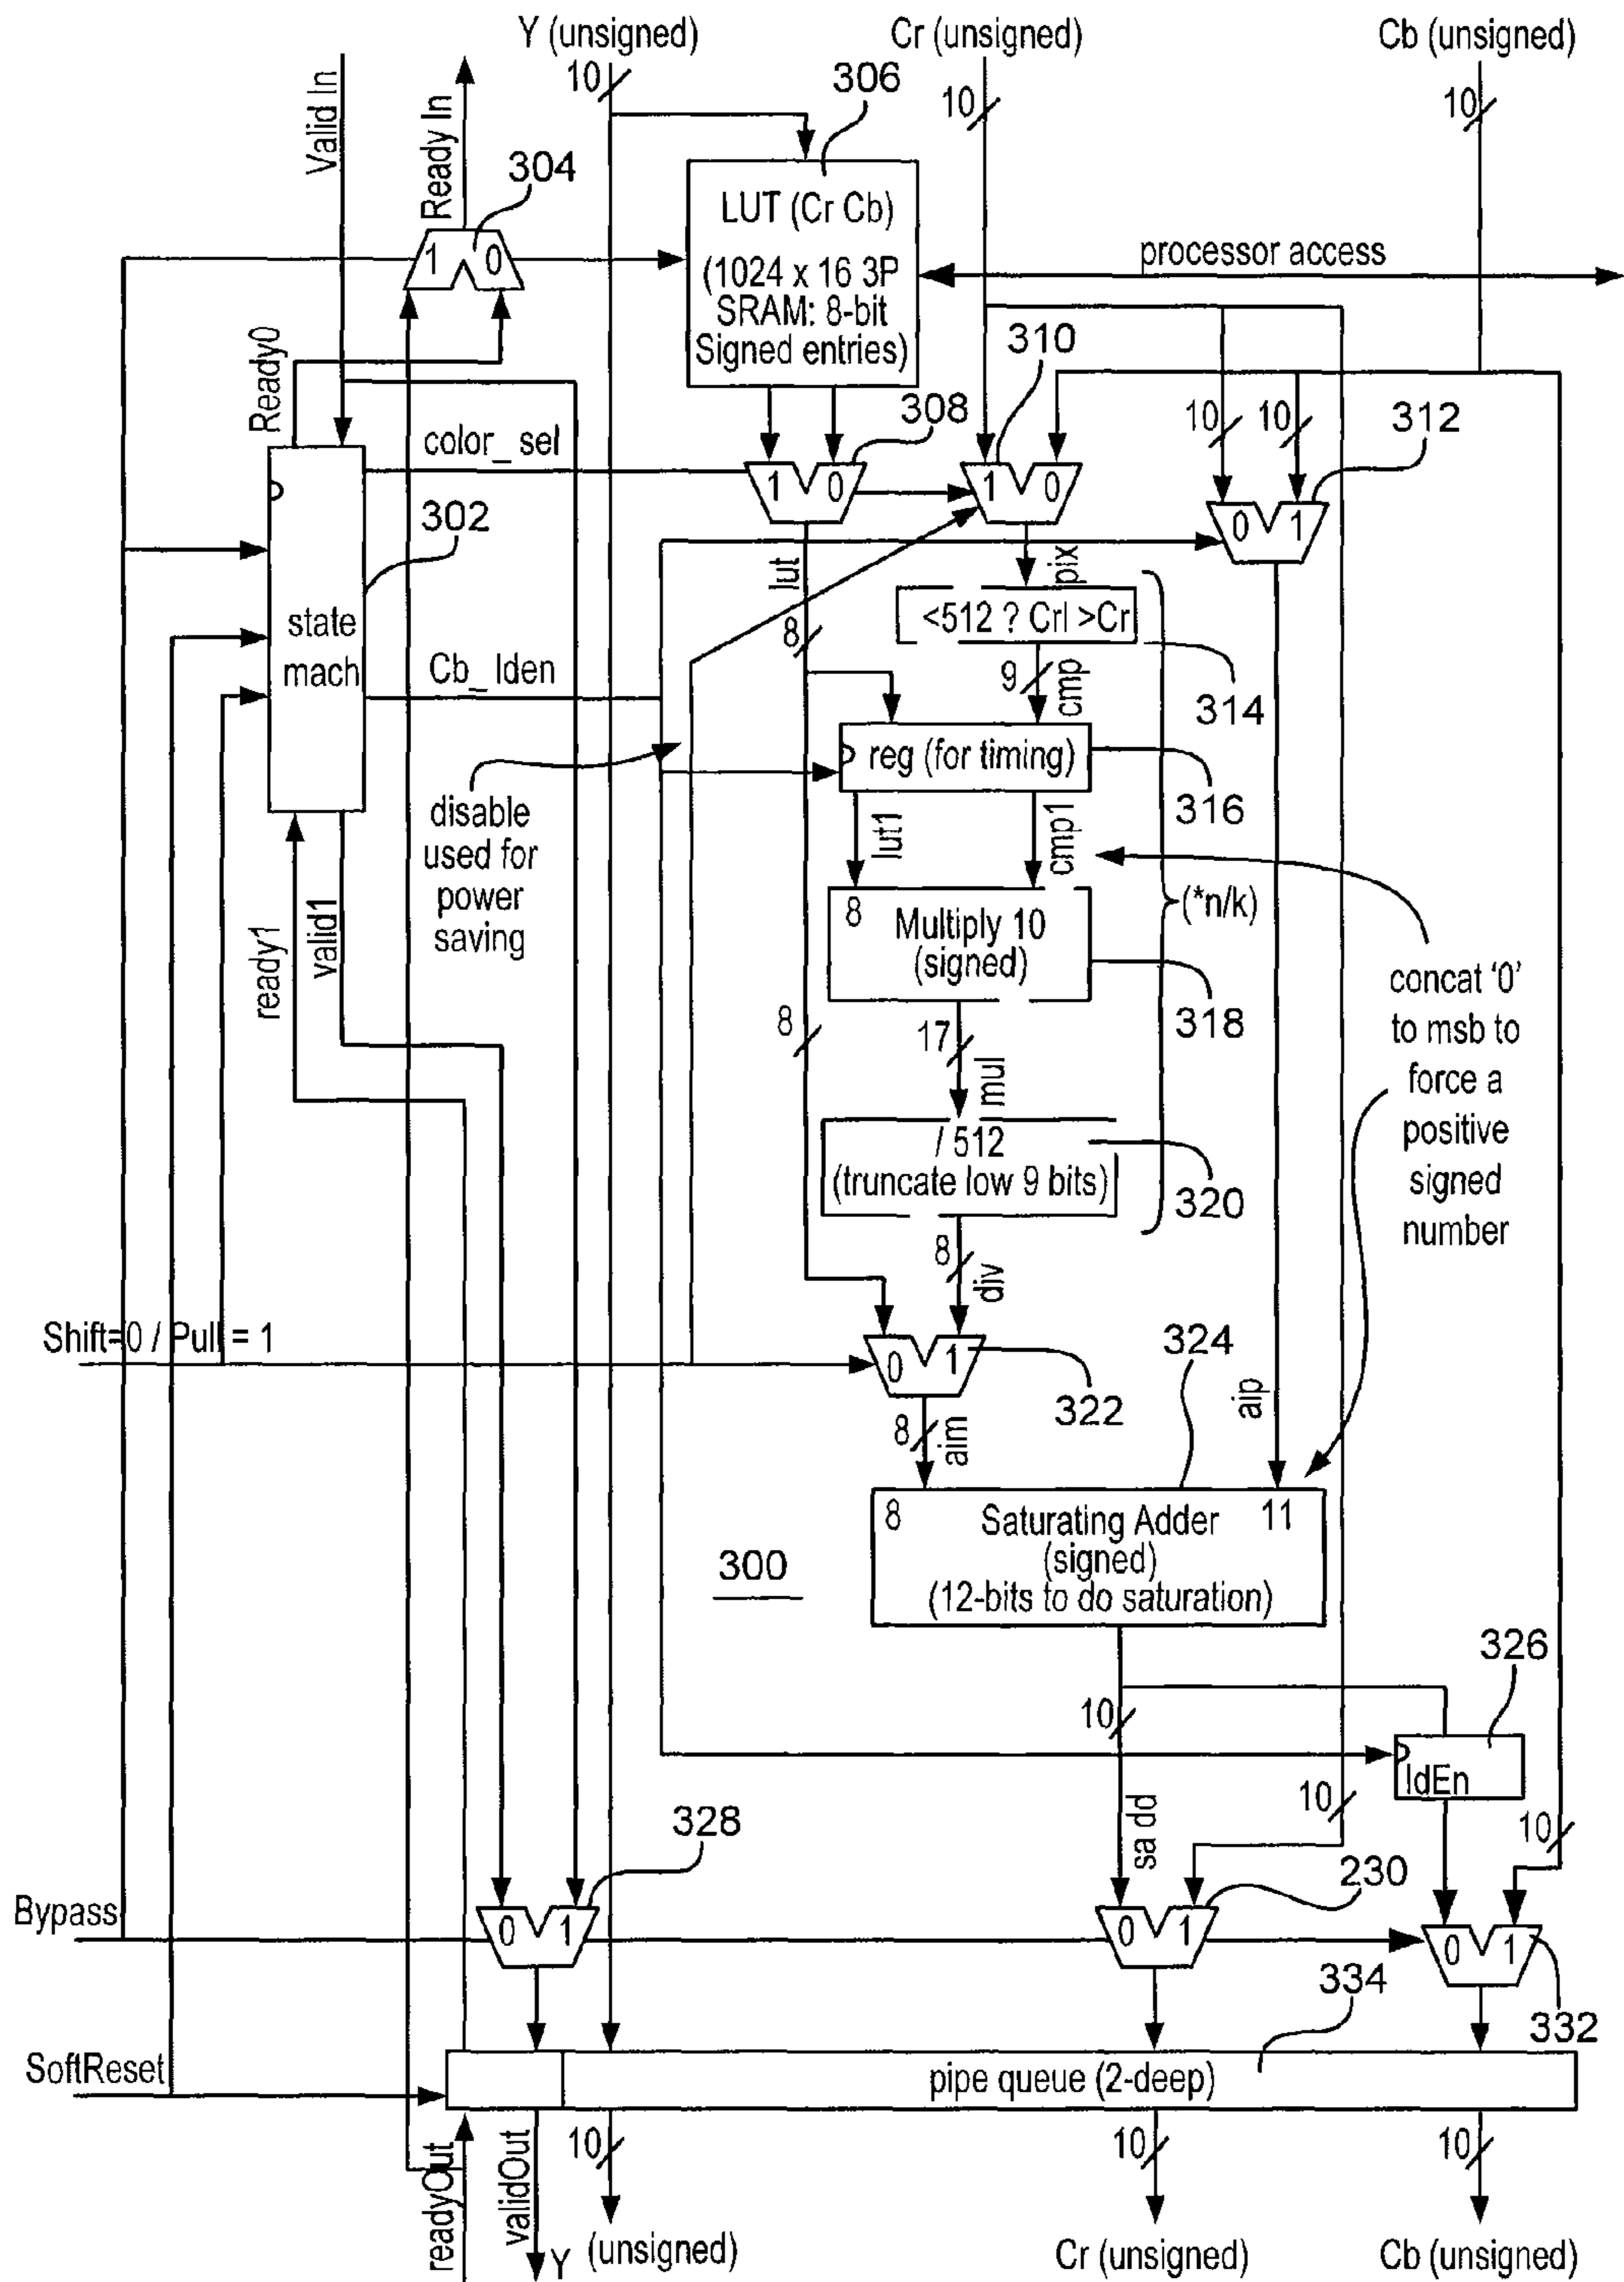 Y (unsigned)
Cr (unsigned)
Cb (unsigned)
10
10
10
306
Valid In
Ready In
304
LUT (Cr Cb)
(1024 x 16 3P
SRAM: 8-bit
Signed entries)
processor access
1 0
310
Ready0
308
10
10
312
color_sel
1 0
1 0
0 1
302
lut
pix
<512 ? Crl >Cr
state
mach
8
Cb_lden
9
cmp
314
reg (for timing)
316
disable
used for
power
saving
lut1
cmp1
(*n/k)
ready1
valid1
8
Multiply 10
(signed)
318
concat '0'
to msb to
force a
positive
signed
number
8
17
mul
/ 512
(truncate low 9 bits)
320
8
div
Shift=0 / Pull = 1
324
0 1
322
aip
8
aim
8
Saturating Adder
11
(signed)
(12-bits to do saturation)
300
326
10
ldEn
10
10
sa dd
328
230
Bypass
0 1
0 1
0 1
334
332
SoftReset
pipe queue (2-deep)
10
10
10
readyOut
validOut
Y (unsigned)
Cr (unsigned)
Cb (unsigned)